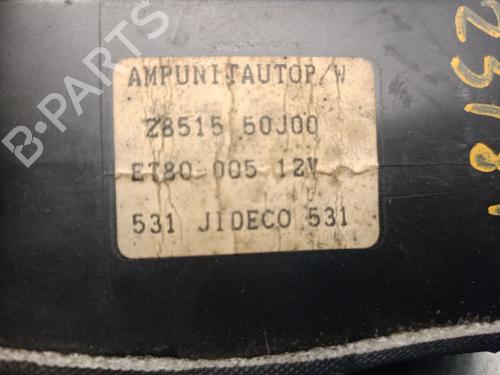 AMPUNITAUTOP/W
Z8515 50J00
ET80 005 12V
531 JIDECO 531
B-PARTS